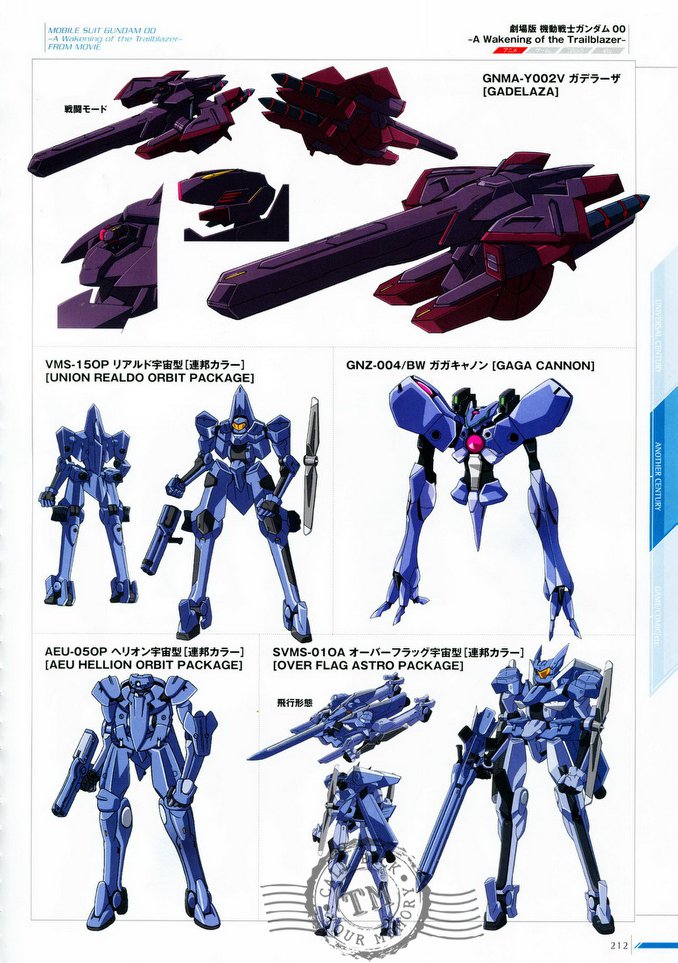 MOBILE SUIT GUNDAM 00
-A Wakening of the Trailblazer-
FROM MOVIE
劇場版 機動戦士ガンダム 00
-A Wakening of the Trailblazer-
アニメ
GNMA-Y002V ガデラーザ
[GADELAZA]
戦闘モード
VMS-15OP リアルド宇宙型[連邦カラー]
[UNION REALDO ORBIT PACKAGE]
GNZ-004/BW ガガキャノン [GAGA CANNON]
AEU-05OP ヘリオン宇宙型[連邦カラー]
[AEU HELLION ORBIT PACKAGE]
SVMS-01OA オーバーフラッグ宇宙型[連邦カラー]
[OVER FLAG ASTRO PACKAGE]
飛行形態
UNIVERSAL CENTURY
ANOTHER CENTURY
TM
YOUR MEMORY
212